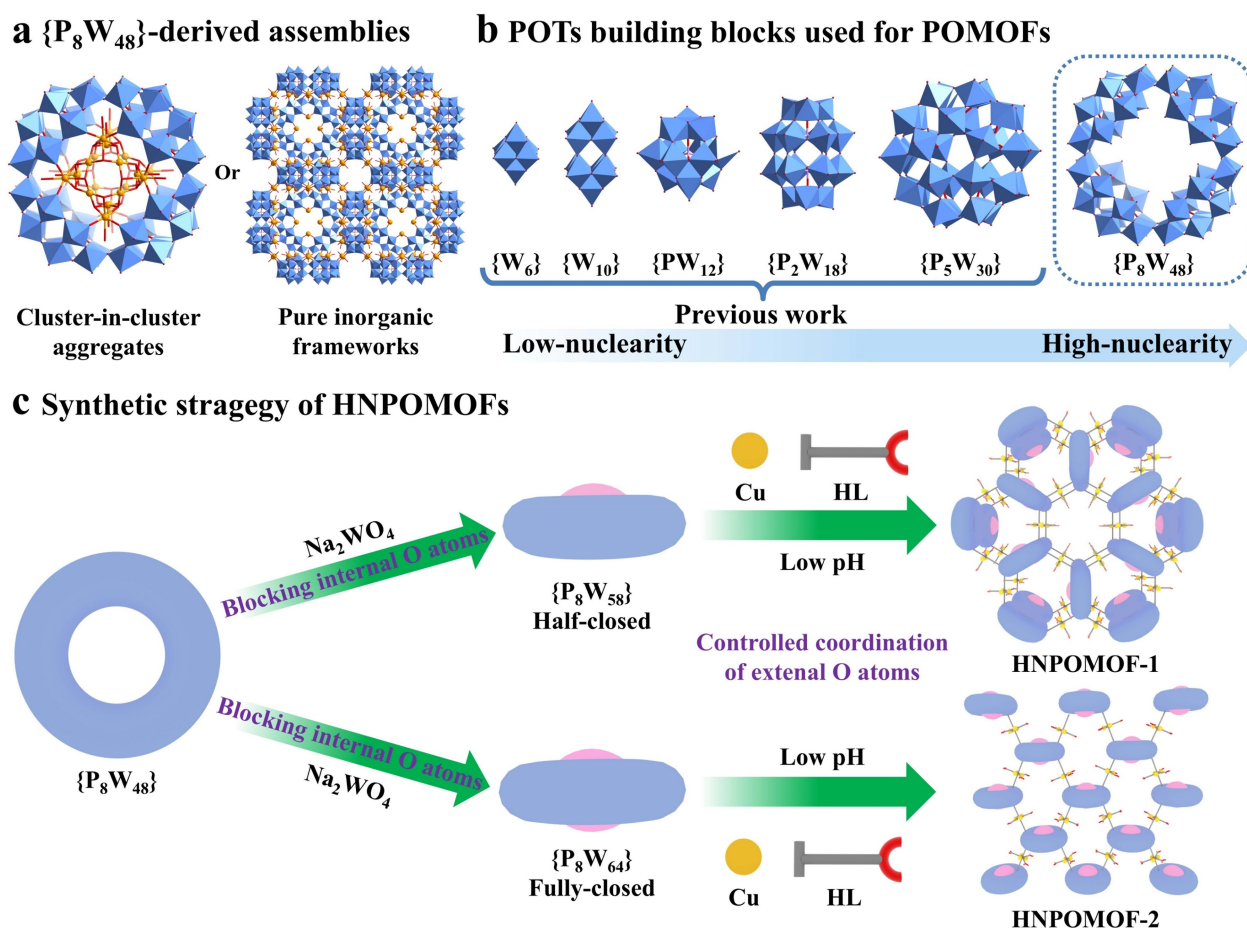 a {P₈W₄₈}-derived assemblies
Or
Cluster-in-cluster
aggregates
Pure inorganic
frameworks
b POTs building blocks used for POMOFs
{W₆} {W₁₀} {PW₁₂} {P₂W₁₈} {P₅W₃₀} {P₈W₄₈}
Previous work
Low-nuclearity High-nuclearity
c Synthetic stragegy of HNPOMOFs
{P₈W₄₈}
Na₂WO₄
Blocking internal O atoms
{P₈W₅₈}
Half-closed
Cu HL
Low pH
HNPOMOF-1
Controlled coordination
of extenal O atoms
Blocking internal O atoms
Na₂WO₄
{P₈W₆₄}
Fully-closed
Low pH
Cu HL
HNPOMOF-2